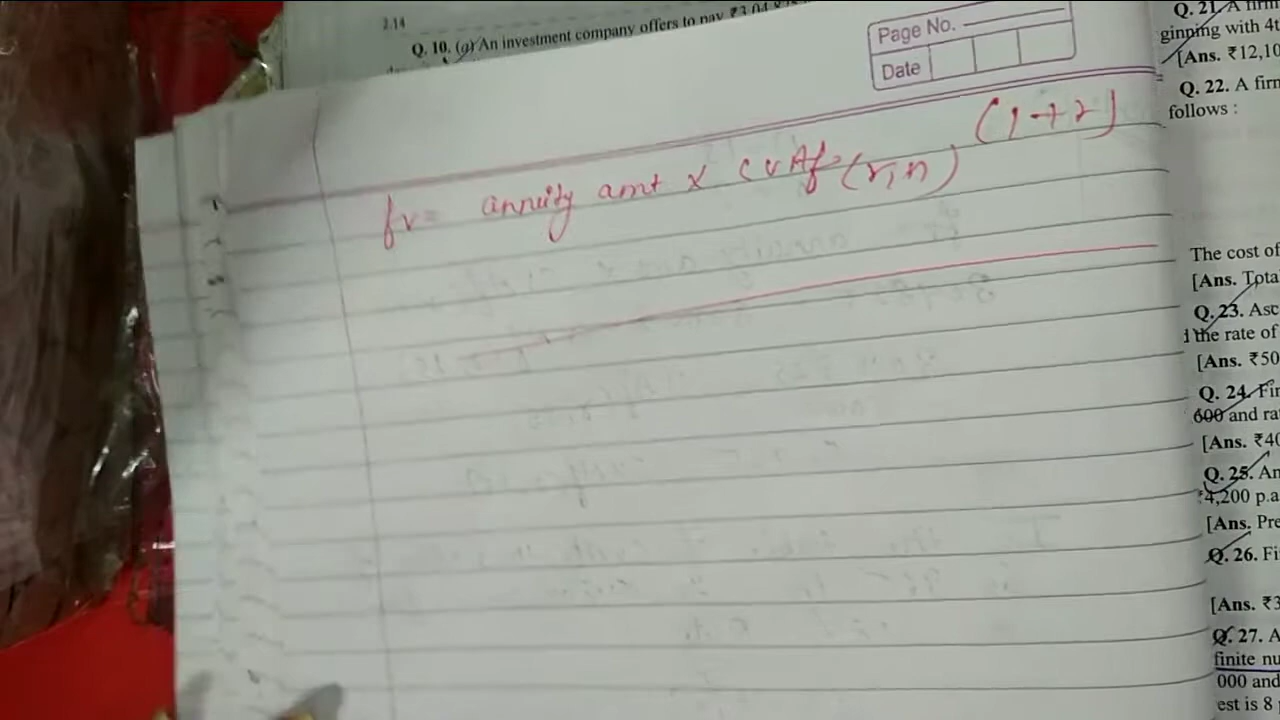 2.14
Q. 10. (a) An investment company offers to pay ₹3,04
Page No.
Date
fv = annuity amt x CVAf (r,n) (1+r)
Q. 21. A firm
ginning with 4t
[Ans. ₹12,10
Q. 22. A firm
follows :
The cost of
[Ans. Tota
Q. 23. Asc
d the rate of
[Ans. ₹50
Q. 24. Fin
600 and ra
[Ans. ₹40
Q. 25. An
₹4,200 p.a
[Ans. Pre
Q. 26. Fi
[Ans. ₹3
Q. 27. A
finite nu
000 and
est is 8